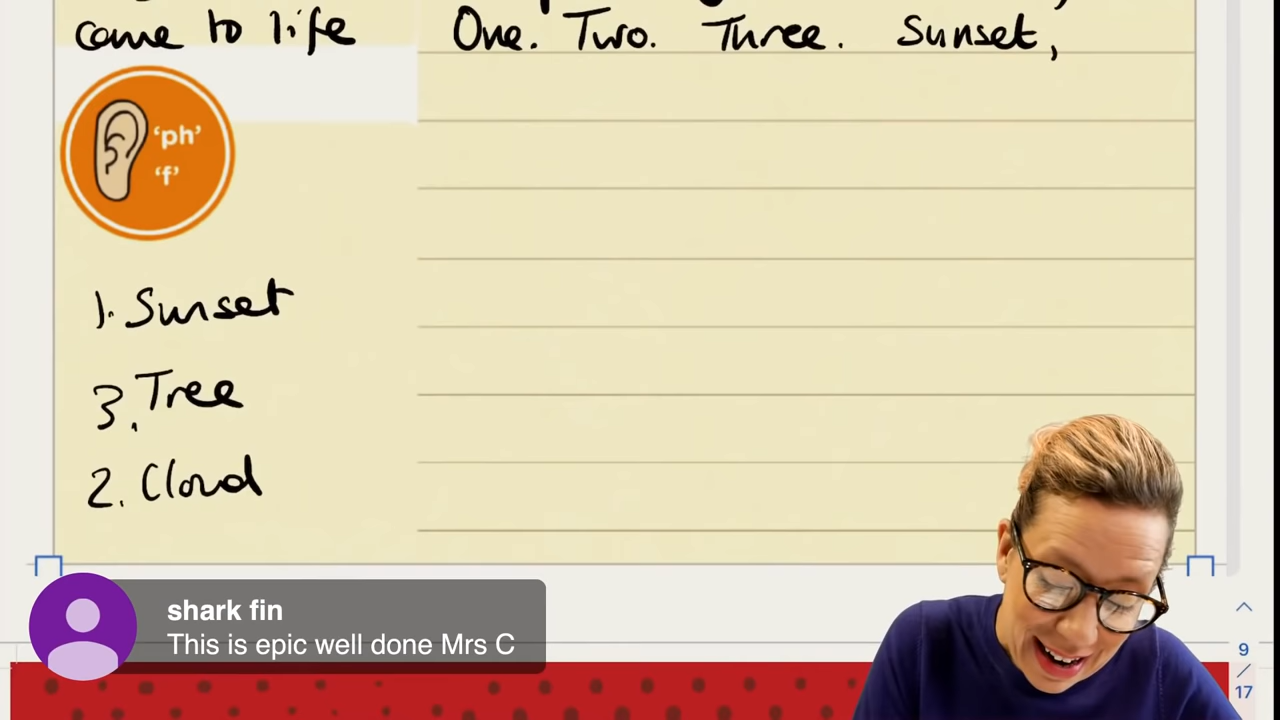 come to life
One. Two. Three. Sunset,
‘ph’
‘f’
1. Sunset
3. Tree
2. Cloud
shark fin
This is epic well done Mrs C
9
/
17